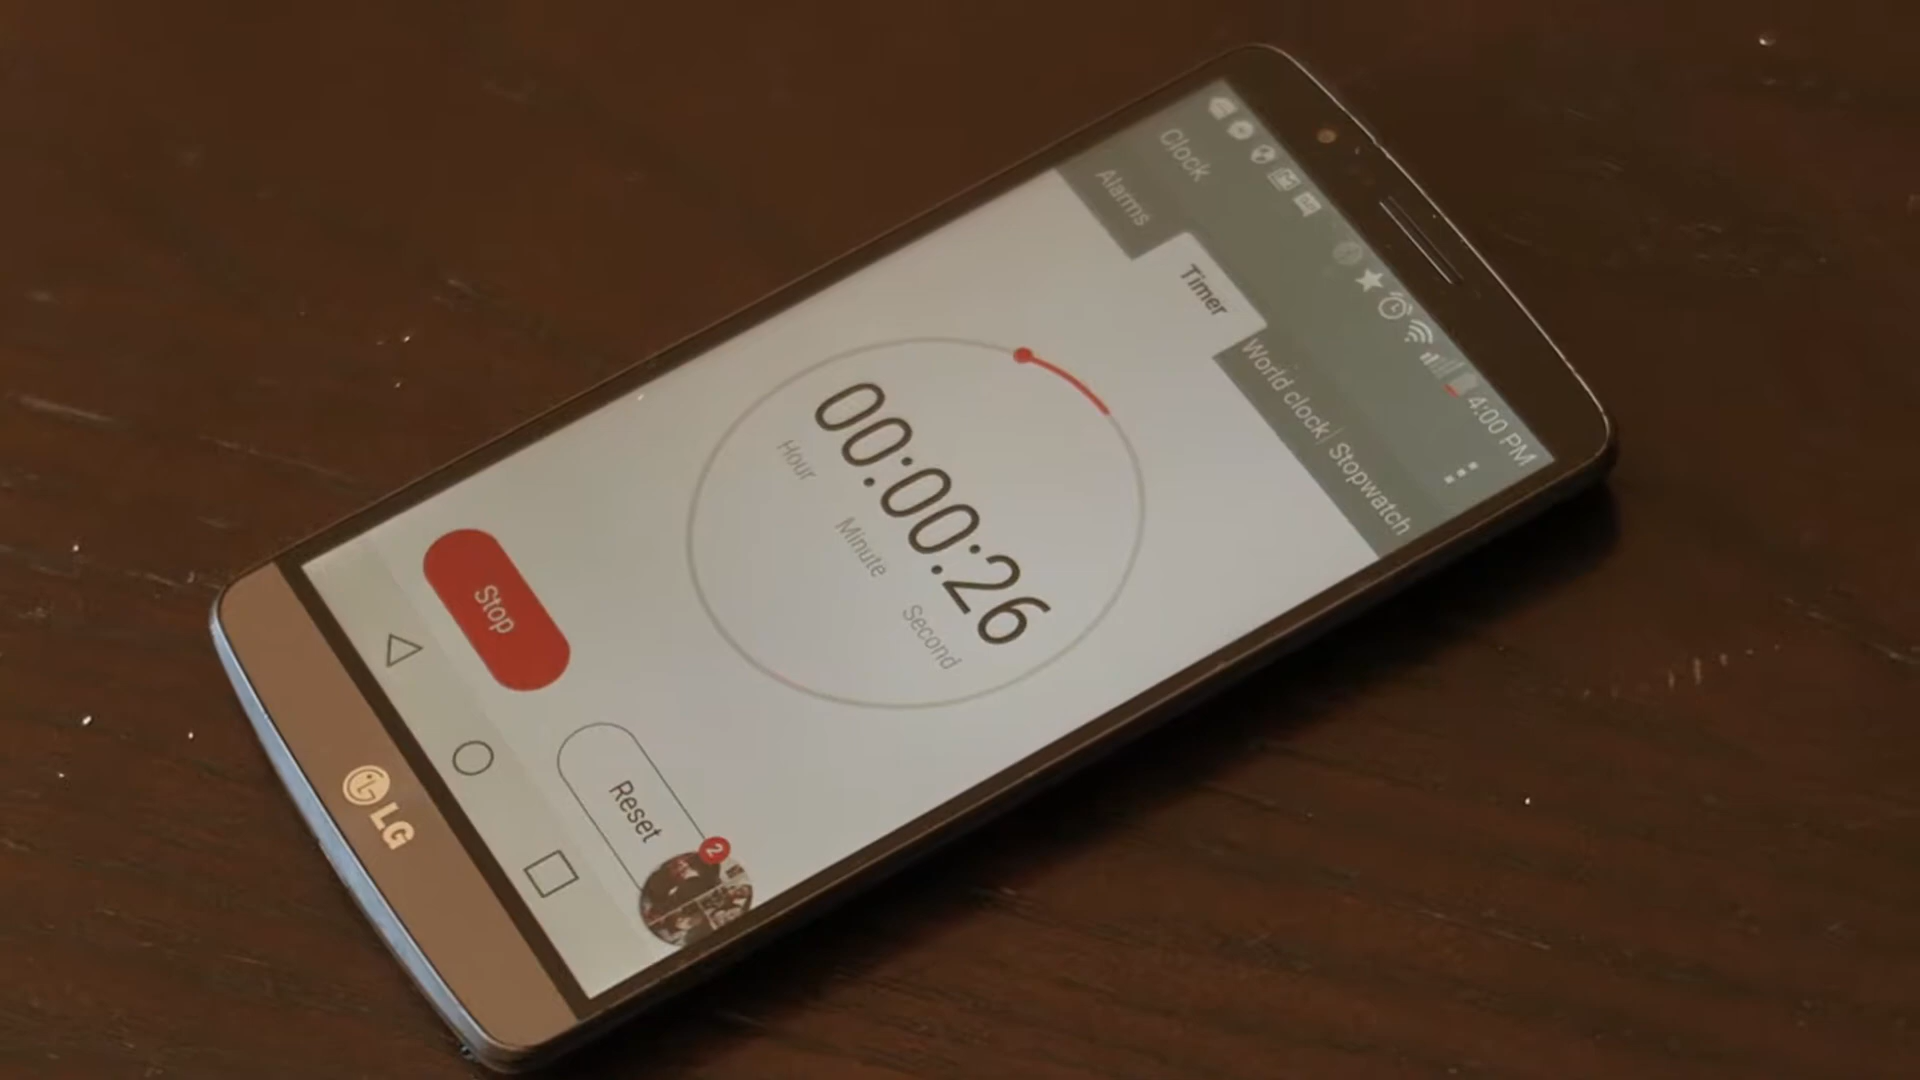 4:00 PM
Clock
Alarms
Timer
World clock
Stopwatch
00:00:26
Hour
Minute
Second
Stop
Reset
2
LG